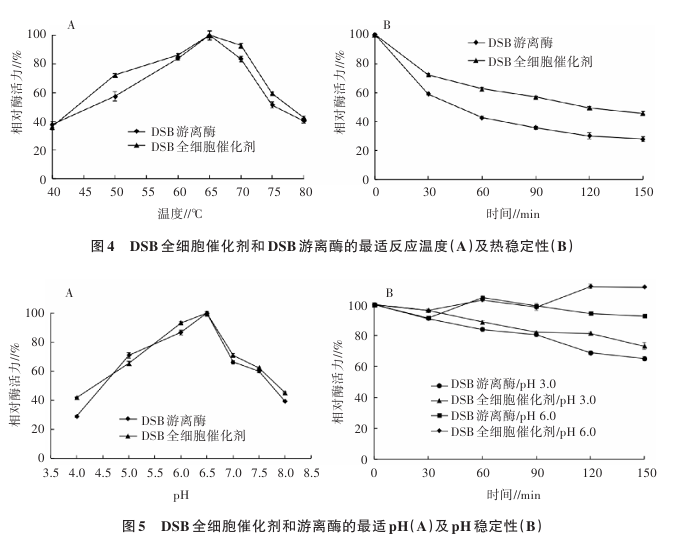 A
B
100
80
60
40
20
0
相对酶活力//%
DSB游离酶
DSB全细胞催化剂
40 45 50 55 60 65 70 75 80
温度//℃
100
80
60
40
20
0
相对酶活力//%
DSB游离酶
DSB全细胞催化剂
0 30 60 90 120 150
时间//min
图4 DSB全细胞催化剂和DSB游离酶的最适反应温度(A)及热稳定性(B)
A
B
100
80
60
40
20
0
相对酶活力//%
DSB游离酶
DSB全细胞催化剂
3.5 4.0 4.5 5.0 5.5 6.0 6.5 7.0 7.5 8.0 8.5
pH
100
80
60
40
20
0
相对酶活力//%
DSB游离酶/pH 3.0
DSB全细胞催化剂/pH 3.0
DSB游离酶/pH 6.0
DSB全细胞催化剂/pH 6.0
0 30 60 90 120 150
时间//min
图5 DSB全细胞催化剂和游离酶的最适pH(A)及pH稳定性(B)